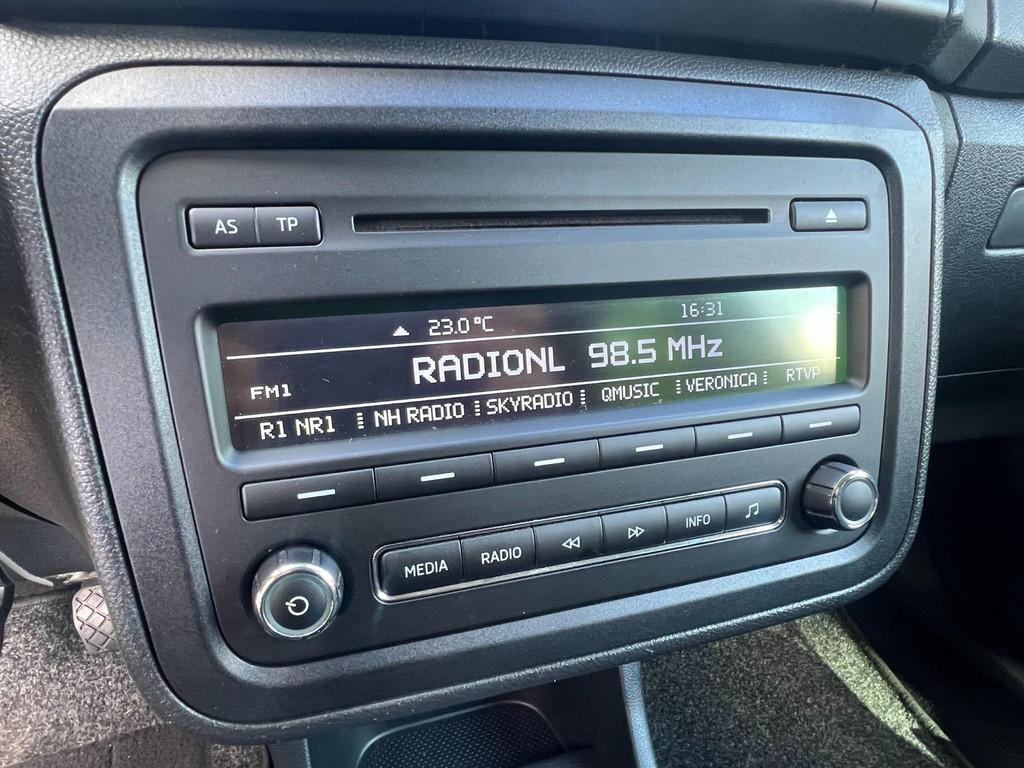 AS TP
23.0°C 16:31
RADIONL 98.5 MHz
FM1
R1 NR1 NH RADIO SKYRADIO QMUSIC VERONICA RTVP
MEDIA RADIO INFO